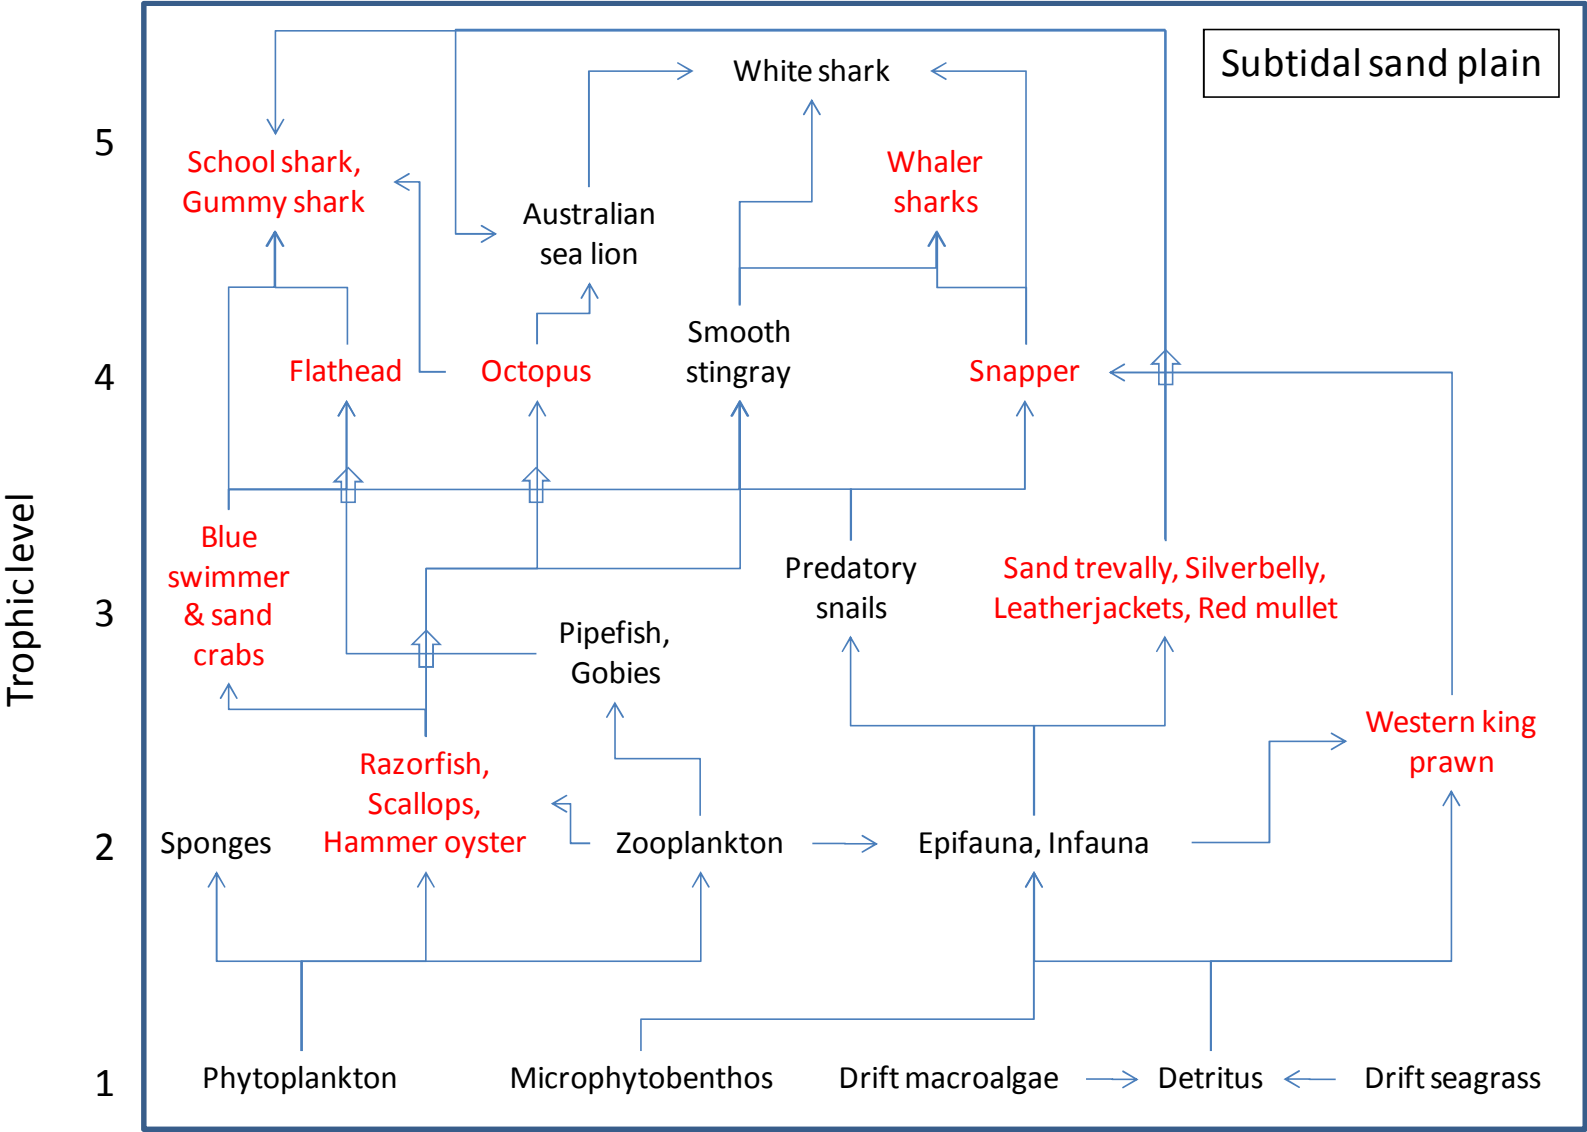 Subtidal sand plain
White shark
5
School shark,
Gummy shark
Whaler
sharks
Australian
sea lion
Smooth
stingray
4
Flathead
Octopus
Snapper
Trophic level
Blue
swimmer
& sand
crabs
Predatory
snails
Sand trevally, Silverbelly,
Leatherjackets, Red mullet
3
Pipefish,
Gobies
Western king
prawn
Razorfish,
Scallops,
Hammer oyster
2
Sponges
Zooplankton
Epifauna, Infauna
1
Phytoplankton
Microphytobenthos
Drift macroalgae
Detritus
Drift seagrass